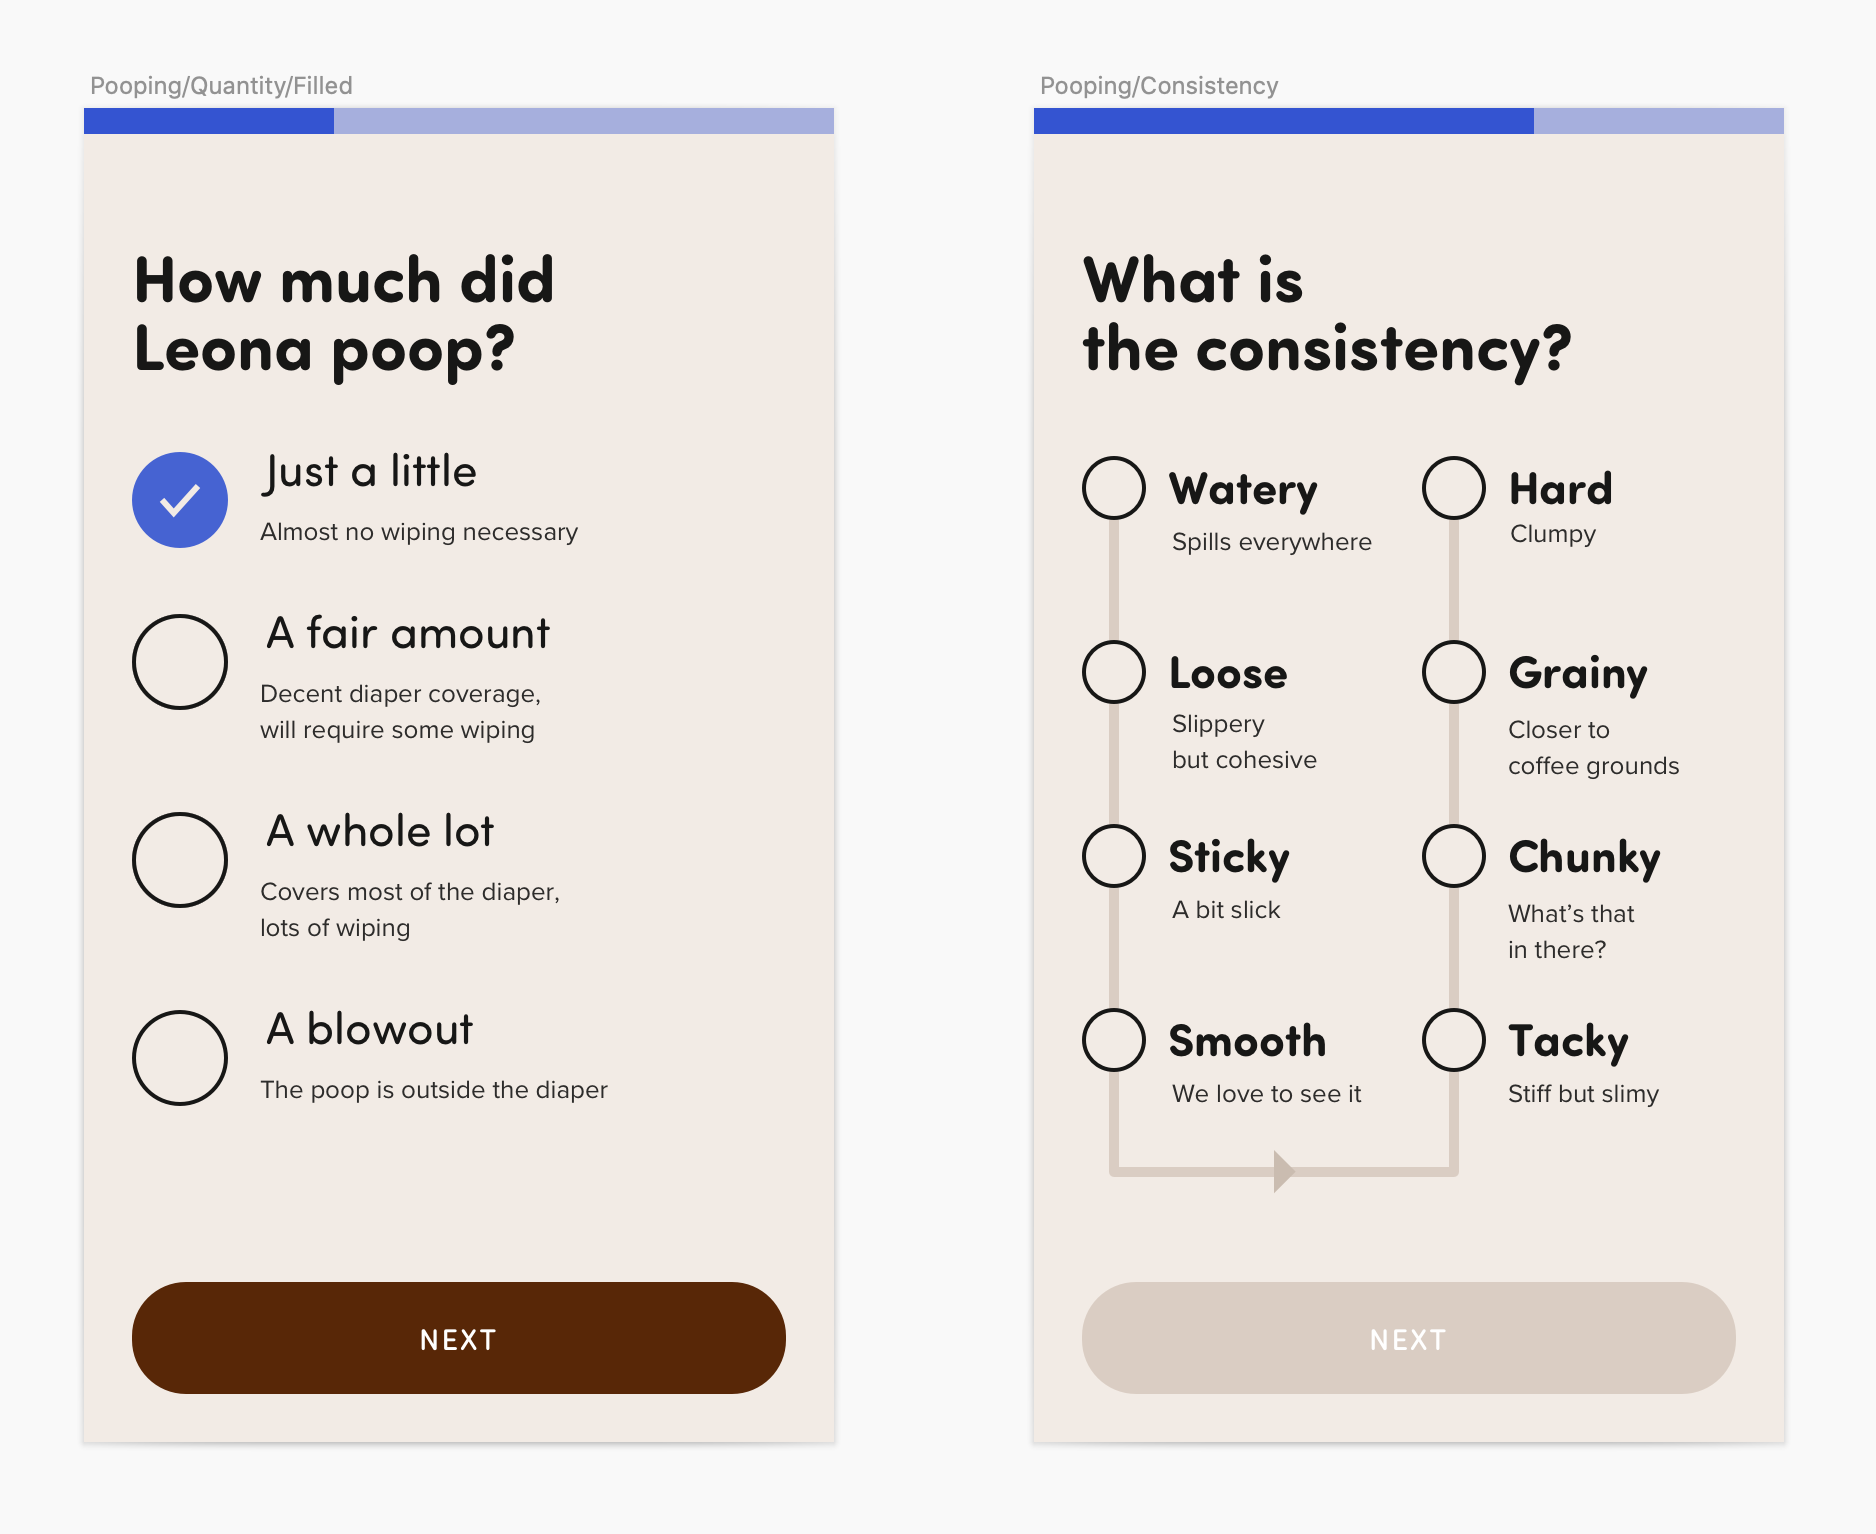 Pooping/Quantity/Filled
How much did
Leona poop?
Just a little
Almost no wiping necessary
A fair amount
Decent diaper coverage,
will require some wiping
A whole lot
Covers most of the diaper,
lots of wiping
A blowout
The poop is outside the diaper
NEXT
Pooping/Consistency
What is
the consistency?
Watery
Spills everywhere
Loose
Slippery
but cohesive
Sticky
A bit slick
Smooth
We love to see it
Hard
Clumpy
Grainy
Closer to
coffee grounds
Chunky
What’s that
in there?
Tacky
Stiff but slimy
NEXT